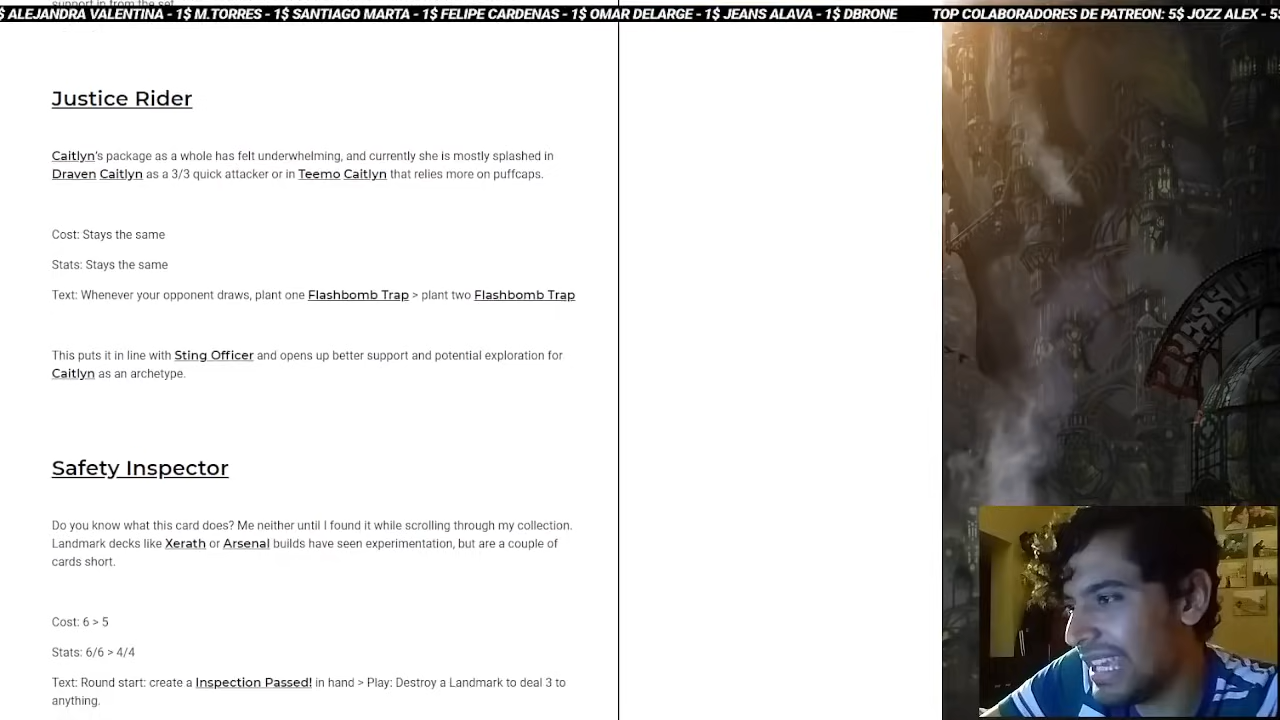 support in from the set.
$ ALEJANDRA VALENTINA - 1$ M.TORRES - 1$ SANTIAGO MARTA - 1$ FELIPE CARDENAS - 1$ OMAR DELARGE - 1$ JEANS ALAVA - 1$ DBRONE TOP COLABORADORES DE PATREON: 5$ JOZZ ALEX - 5$
Justice Rider
Caitlyn's package as a whole has felt underwhelming, and currently she is mostly splashed in
Draven Caitlyn as a 3/3 quick attacker or in Teemo Caitlyn that relies more on puffcaps.
Cost: Stays the same
Stats: Stays the same
Text: Whenever your opponent draws, plant one Flashbomb Trap > plant two Flashbomb Trap
This puts it in line with Sting Officer and opens up better support and potential exploration for
Caitlyn as an archetype.
Safety Inspector
Do you know what this card does? Me neither until I found it while scrolling through my collection.
Landmark decks like Xerath or Arsenal builds have seen experimentation, but are a couple of
cards short.
Cost: 6 > 5
Stats: 6/6 > 4/4
Text: Round start: create a Inspection Passed! in hand > Play: Destroy a Landmark to deal 3 to
anything.